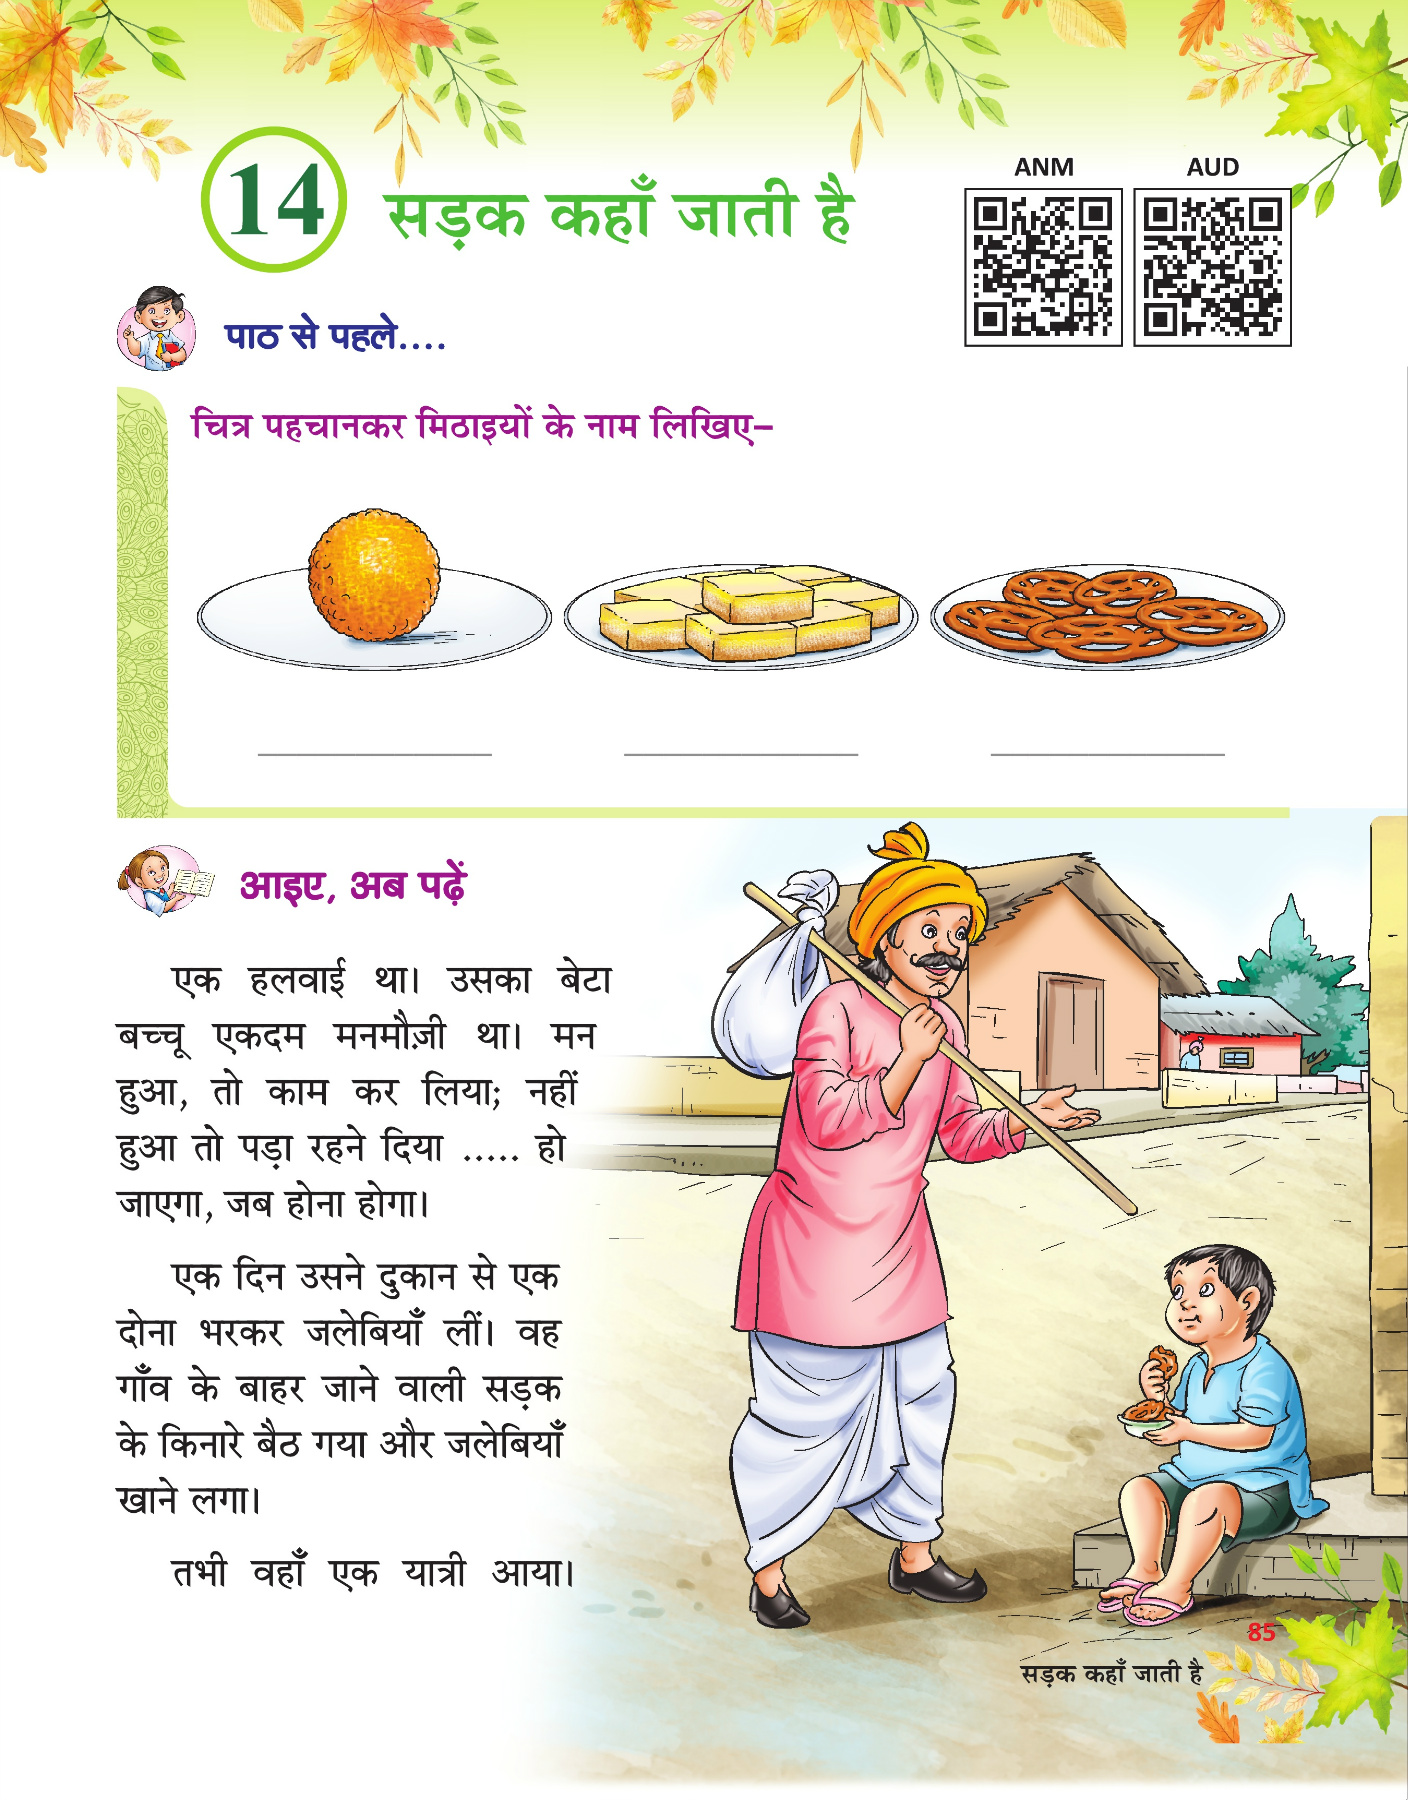 14
सड़क कहाँ जाती है
ANM
AUD
पाठ से पहले....
चित्र पहचानकर मिठाइयों के नाम लिखिए–
आइए, अब पढ़ें
एक हलवाई था। उसका बेटा
बच्चू एकदम मनमौज़ी था। मन
हुआ, तो काम कर लिया; नहीं
हुआ तो पड़ा रहने दिया ..... हो
जाएगा, जब होना होगा।
एक दिन उसने दुकान से एक
दोना भरकर जलेबियाँ लीं। वह
गाँव के बाहर जाने वाली सड़क
के किनारे बैठ गया और जलेबियाँ
खाने लगा।
तभी वहाँ एक यात्री आया।
85
सड़क कहाँ जाती है